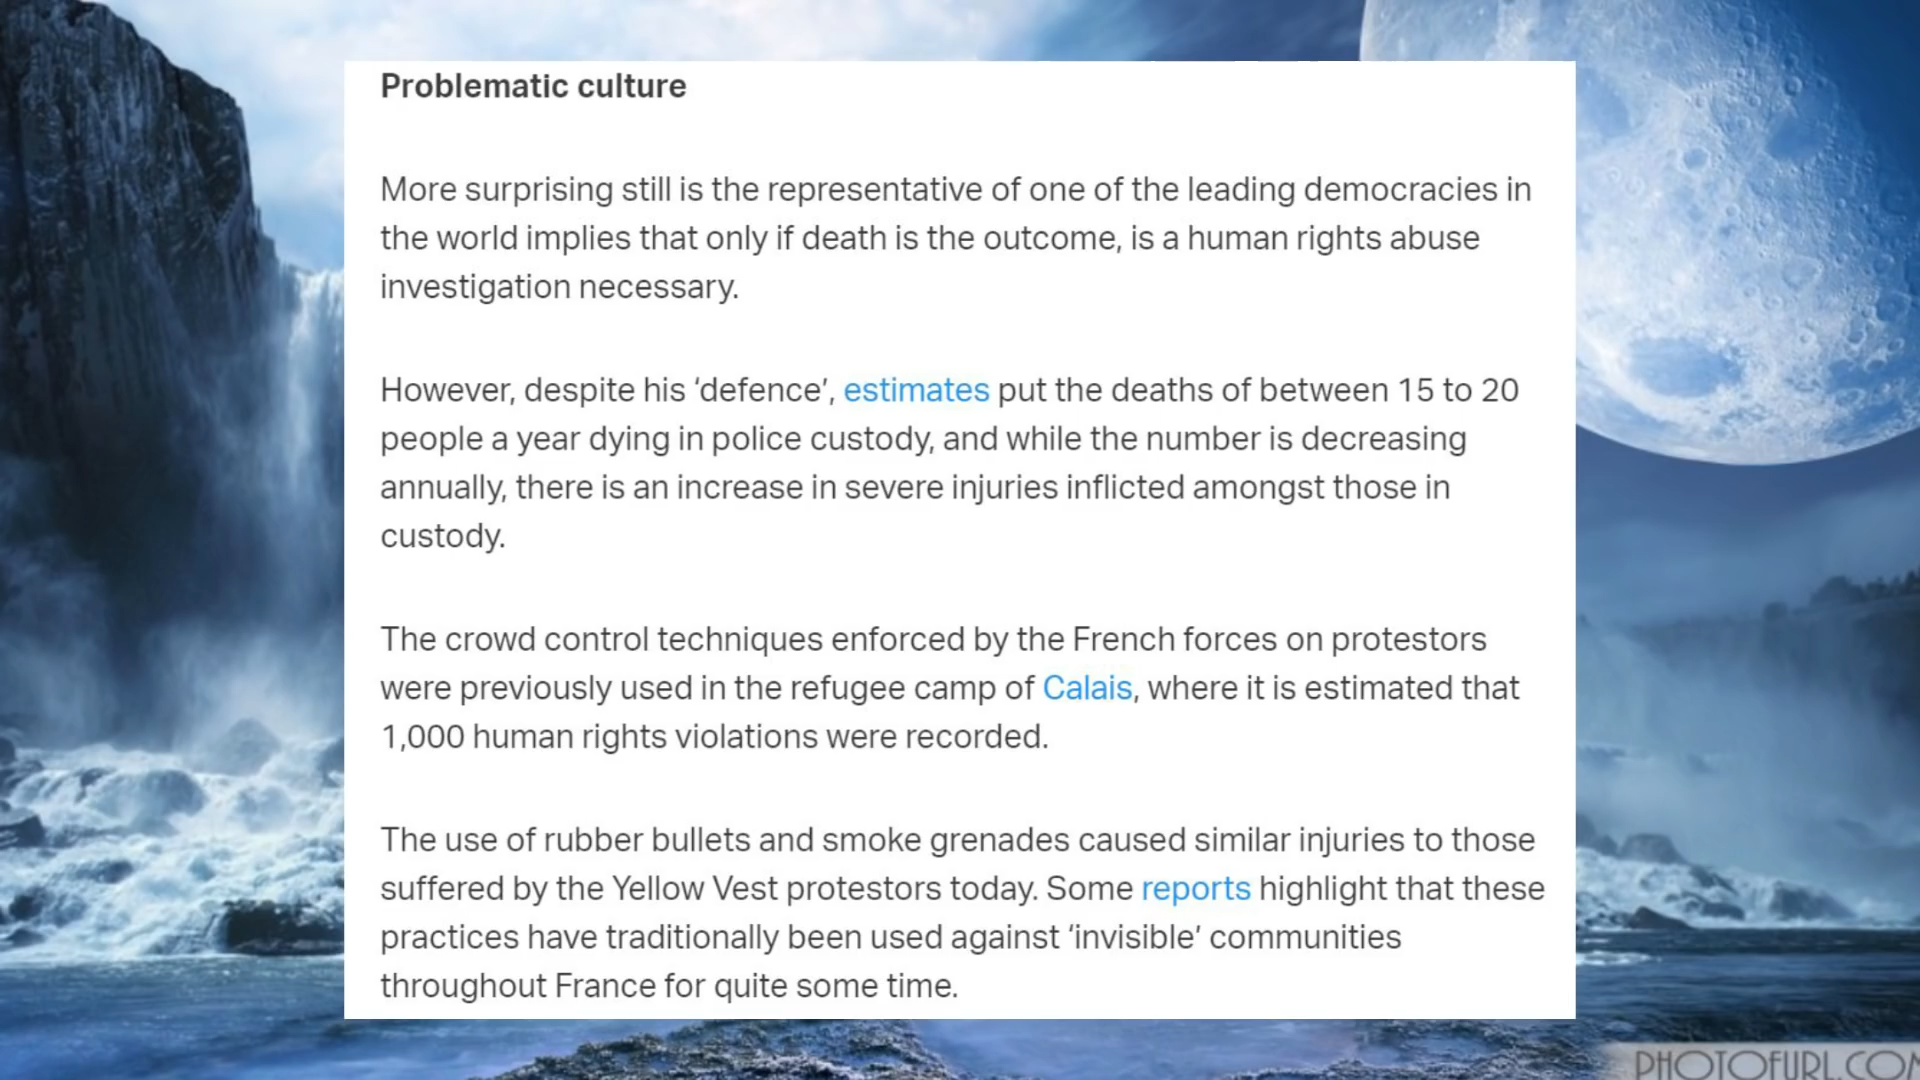 Problematic culture
More surprising still is the representative of one of the leading democracies in
the world implies that only if death is the outcome, is a human rights abuse
investigation necessary.
However, despite his ‘defence’, estimates put the deaths of between 15 to 20
people a year dying in police custody, and while the number is decreasing
annually, there is an increase in severe injuries inflicted amongst those in
custody.
The crowd control techniques enforced by the French forces on protestors
were previously used in the refugee camp of Calais, where it is estimated that
1,000 human rights violations were recorded.
The use of rubber bullets and smoke grenades caused similar injuries to those
suffered by the Yellow Vest protestors today. Some reports highlight that these
practices have traditionally been used against ‘invisible’ communities
throughout France for quite some time.
PHOTOFURL.COM